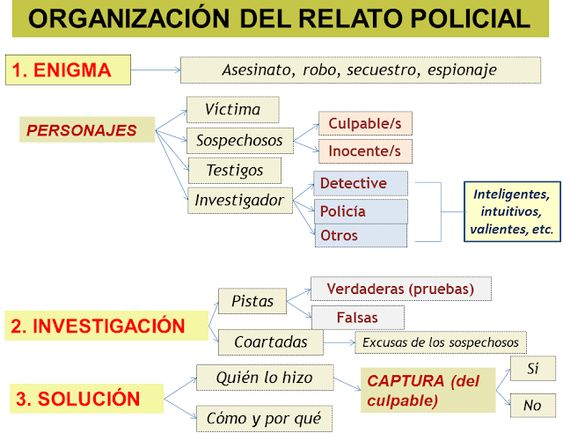 ORGANIZACIÓN DEL RELATO POLICIAL
1. ENIGMA
Asesinato, robo, secuestro, espionaje
PERSONAJES
Víctima
Sospechosos
Culpable/s
Inocente/s
Testigos
Investigador
Detective
Policía
Otros
Inteligentes,
intuitivos,
valientes, etc.
2. INVESTIGACIÓN
Pistas
Verdaderas (pruebas)
Falsas
Coartadas
Excusas de los sospechosos
3. SOLUCIÓN
Quién lo hizo
CAPTURA (del
culpable)
Sí
No
Cómo y por qué